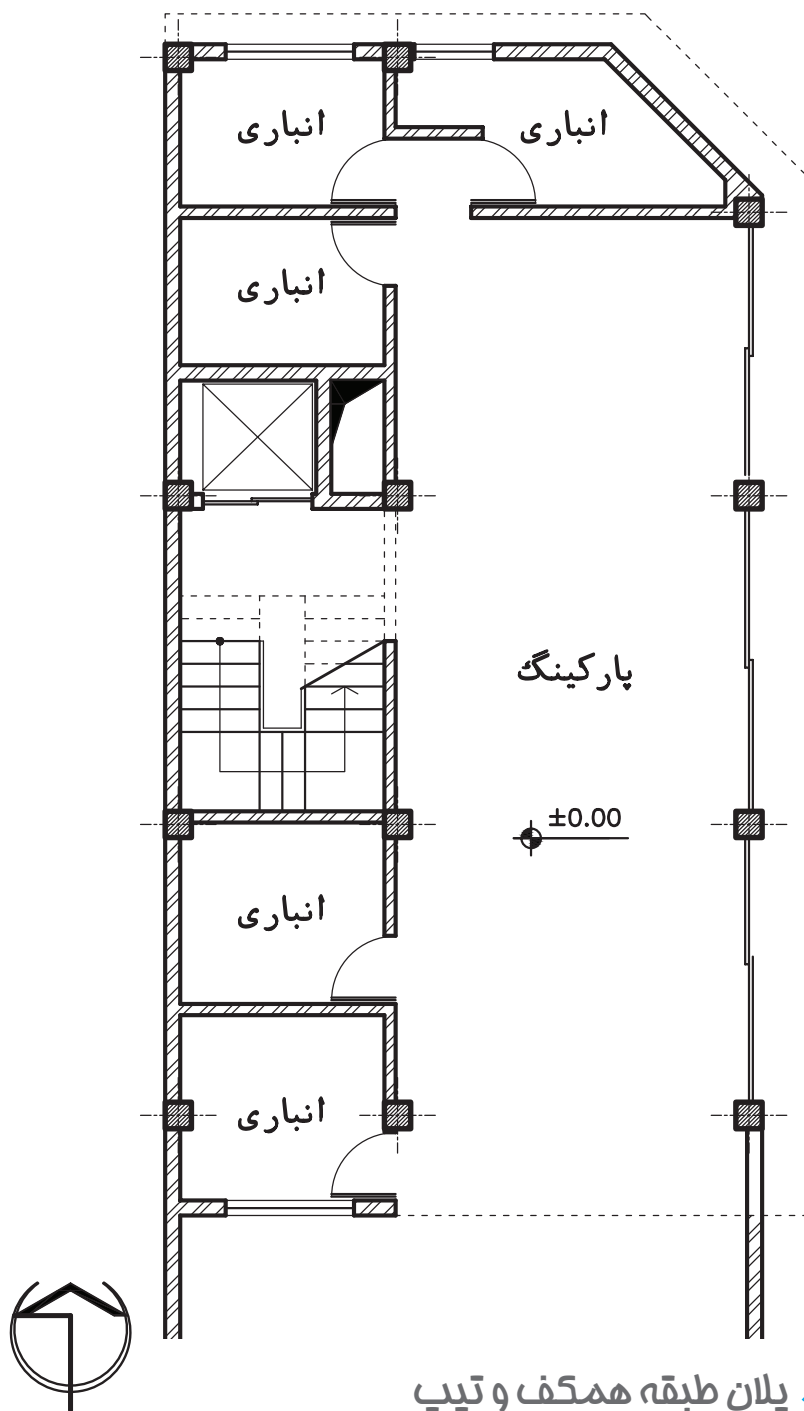 انباری
انباری
انباری
پارکینگ
±0.00
انباری
انباری
پلان طبقه همکف و تیپ